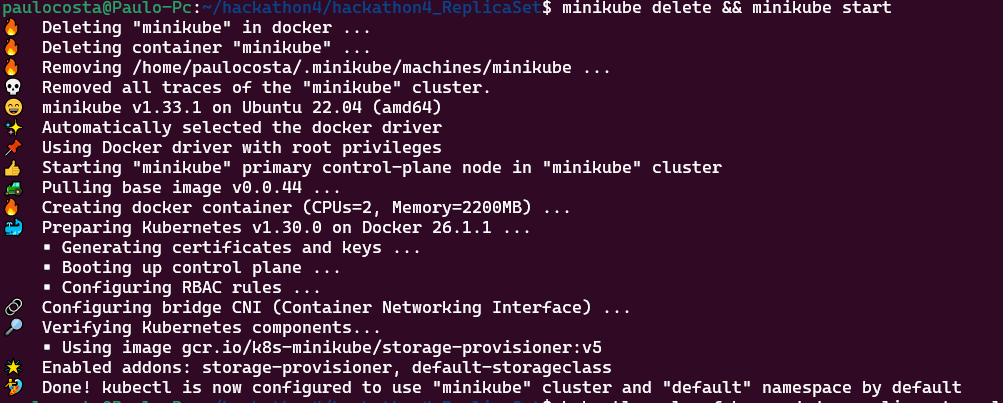 paulocosta@Paulo-Pc:~/hackathon4/hackathon4_ReplicaSet$ minikube delete && minikube start
🔥 Deleting "minikube" in docker ...
🔥 Deleting container "minikube" ...
🔥 Removing /home/paulocosta/.minikube/machines/minikube ...
💀 Removed all traces of the "minikube" cluster.
😄 minikube v1.33.1 on Ubuntu 22.04 (amd64)
✨ Automatically selected the docker driver
📌 Using Docker driver with root privileges
👍 Starting "minikube" primary control-plane node in "minikube" cluster
🚜 Pulling base image v0.0.44 ...
🔥 Creating docker container (CPUs=2, Memory=2200MB) ...
🐳 Preparing Kubernetes v1.30.0 on Docker 26.1.1 ...
▪ Generating certificates and keys ...
▪ Booting up control plane ...
▪ Configuring RBAC rules ...
🔗 Configuring bridge CNI (Container Networking Interface) ...
🔎 Verifying Kubernetes components...
▪ Using image gcr.io/k8s-minikube/storage-provisioner:v5
🌟 Enabled addons: storage-provisioner, default-storageclass
🏄 Done! kubectl is now configured to use "minikube" cluster and "default" namespace by default